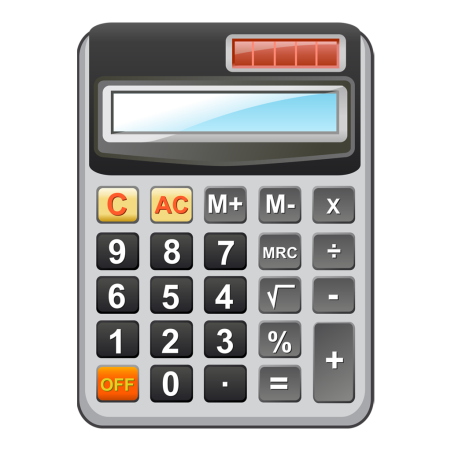 C AC M+ M- x
9 8 7 MRC ÷
6 5 4 √ -
1 2 3 % +
OFF 0 . =